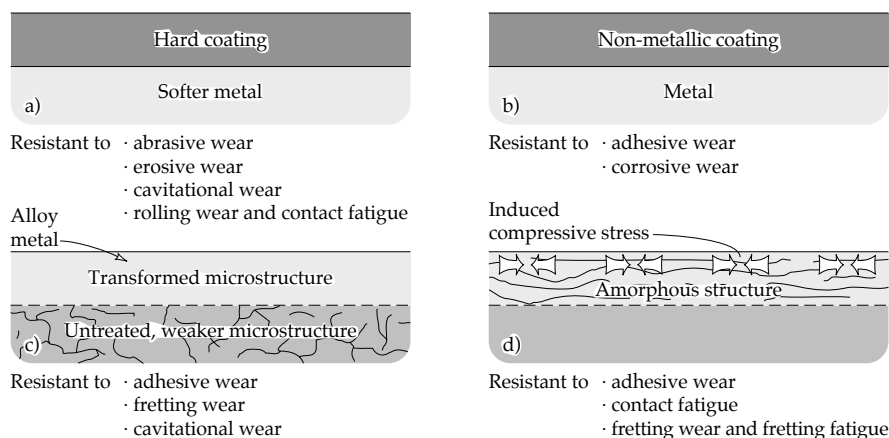 Hard coating
Softer metal
a)
Resistant to · abrasive wear
· erosive wear
· cavitational wear
· rolling wear and contact fatigue
Non-metallic coating
Metal
b)
Resistant to · adhesive wear
· corrosive wear
Alloy
metal
Transformed microstructure
Untreated, weaker microstructure
c)
Resistant to · adhesive wear
· fretting wear
· cavitational wear
Induced
compressive stress
Amorphous structure
d)
Resistant to · adhesive wear
· contact fatigue
· fretting wear and fretting fatigue